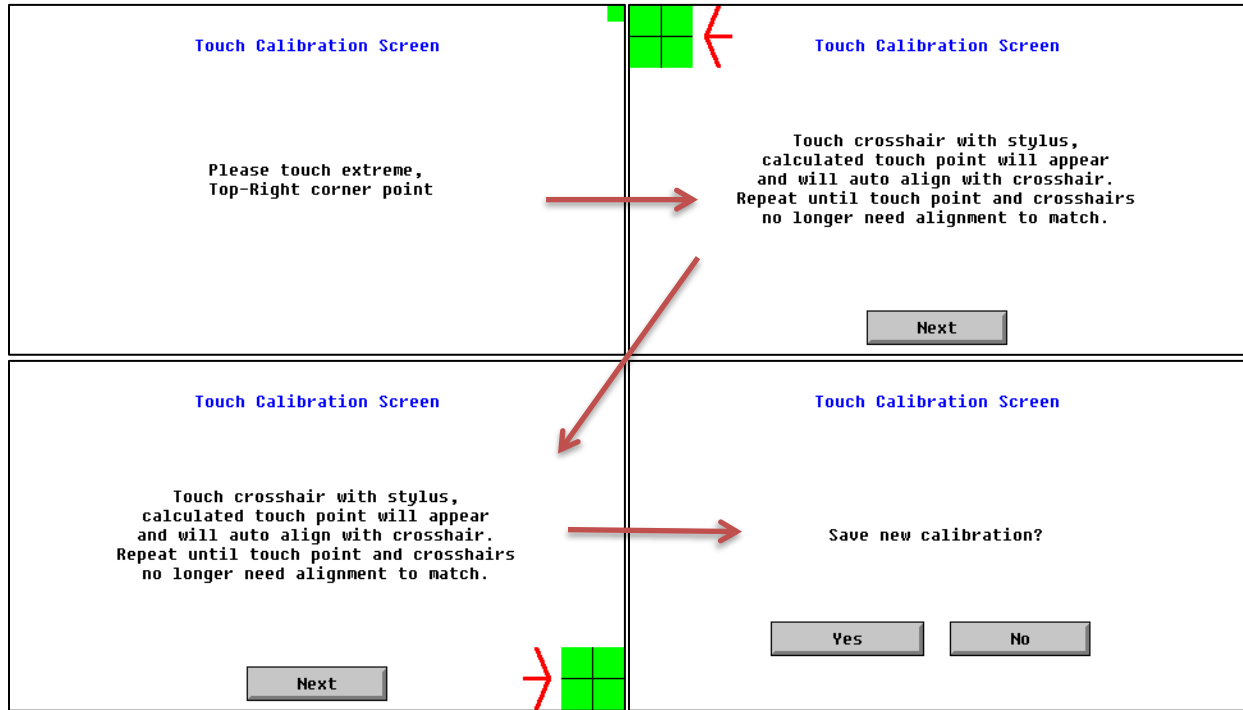 Touch Calibration Screen
Please touch extreme,
Top-Right corner point
Touch Calibration Screen
Touch crosshair with stylus,
calculated touch point will appear
and will auto align with crosshair.
Repeat until touch point and crosshairs
no longer need alignment to match.
Next
Touch Calibration Screen
Touch crosshair with stylus,
calculated touch point will appear
and will auto align with crosshair.
Repeat until touch point and crosshairs
no longer need alignment to match.
Next
Touch Calibration Screen
Save new calibration?
Yes No